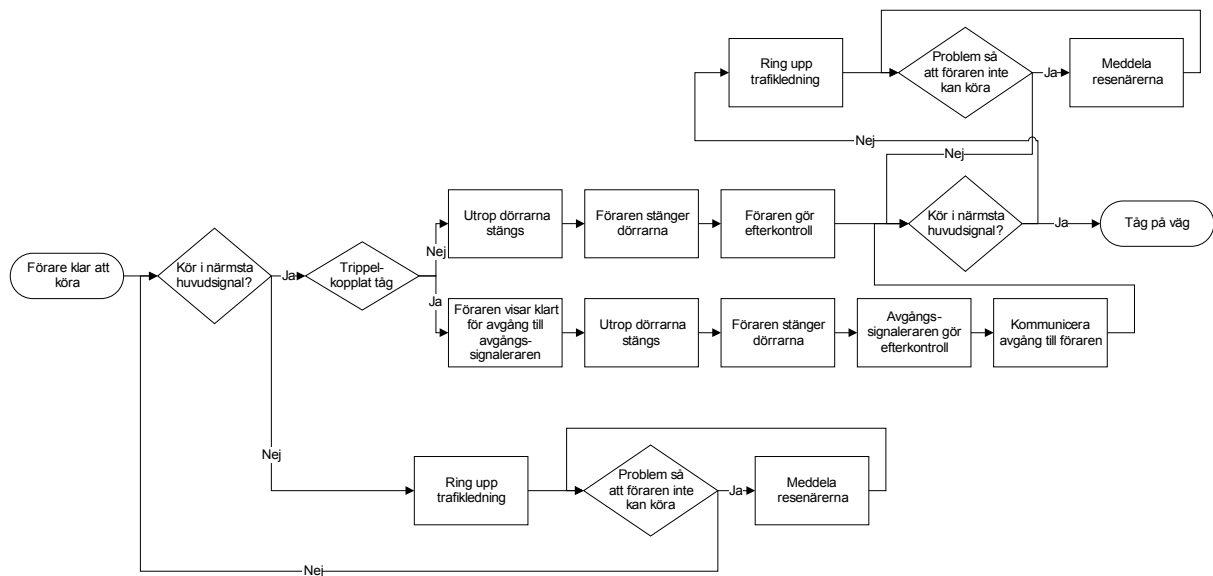 Ring upp
trafikledning
Problem så
att föraren inte
kan köra
Ja
Meddela
resenärerna
Nej
Nej
Utrop dörrarna
stängs
Föraren stänger
dörrarna
Föraren gör
efterkontroll
Kör i närmsta
huvudsignal?
Ja
Tåg på väg
Förare klar att
köra
Kör i närmsta
huvudsignal?
Ja
Trippel-
kopplat tåg
Nej
Ja
Föraren visar klart
för avgång till
avgångs-
signaleraren
Utrop dörrarna
stängs
Föraren stänger
dörrarna
Avgångs-
signaleraren gör
efterkontroll
Kommunicera
avgång till föraren
Nej
Ring upp
trafikledning
Problem så
att föraren inte
kan köra
Ja
Meddela
resenärerna
Nej